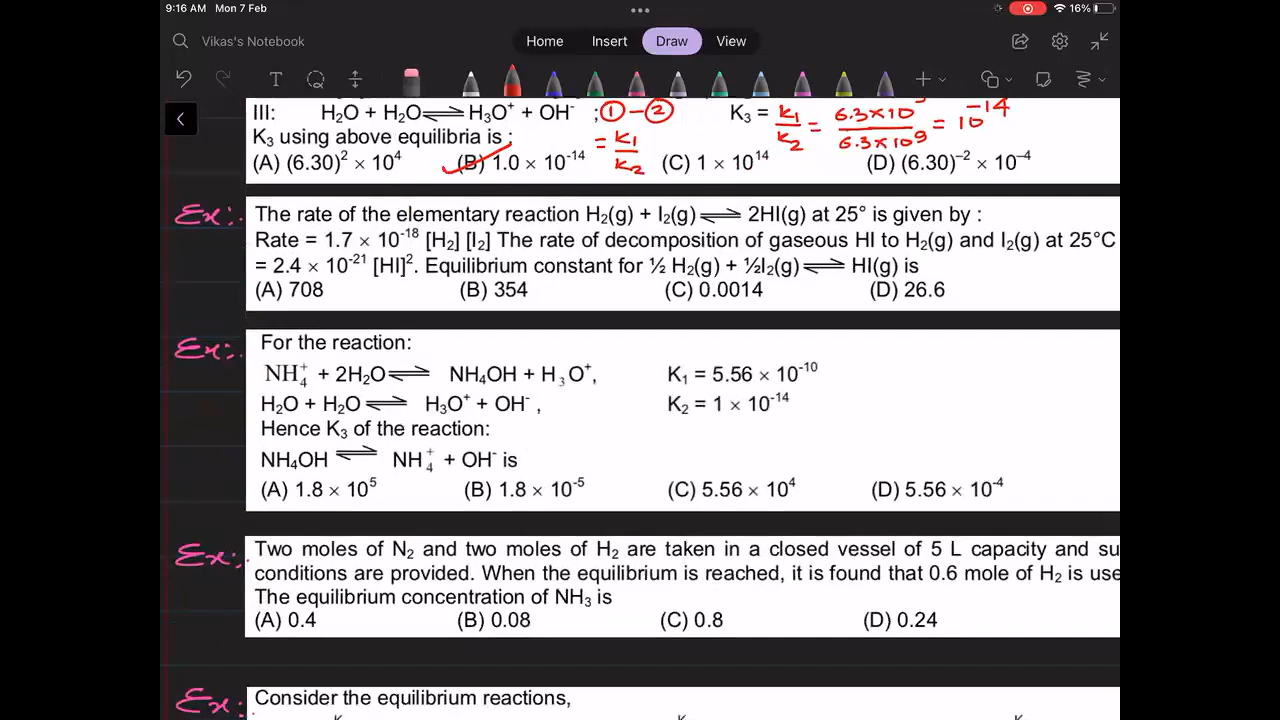 9:16 AM Mon 7 Feb
16%
Vikas's Notebook
Home Insert Draw View
III: H₂O + H₂O ⇌ H₃O⁺ + OH⁻ ; ① – ② K₃ = k₁/k₂ = 6.3×10⁻⁵/6.3×10⁹ = 10⁻¹⁴
K₃ using above equilibria is ; = k₁/k₂
(A) (6.30)² × 10⁴ (B) 1.0 × 10⁻¹⁴ (C) 1 × 10¹⁴ (D) (6.30)⁻² × 10⁻⁴
Ex:. The rate of the elementary reaction H₂(g) + I₂(g) ⇌ 2HI(g) at 25° is given by :
Rate = 1.7 × 10⁻¹⁸ [H₂] [I₂] The rate of decomposition of gaseous HI to H₂(g) and I₂(g) at 25°C
= 2.4 × 10⁻²¹ [HI]². Equilibrium constant for ½ H₂(g) + ½I₂(g) ⇌ HI(g) is
(A) 708 (B) 354 (C) 0.0014 (D) 26.6
Ex:. For the reaction:
NH₄⁺ + 2H₂O ⇌ NH₄OH + H₃O⁺, K₁ = 5.56 × 10⁻¹⁰
H₂O + H₂O ⇌ H₃O⁺ + OH⁻ , K₂ = 1 × 10⁻¹⁴
Hence K₃ of the reaction:
NH₄OH ⇌ NH₄⁺ + OH⁻ is
(A) 1.8 × 10⁵ (B) 1.8 × 10⁻⁵ (C) 5.56 × 10⁴ (D) 5.56 × 10⁻⁴
Ex:. Two moles of N₂ and two moles of H₂ are taken in a closed vessel of 5 L capacity and su
conditions are provided. When the equilibrium is reached, it is found that 0.6 mole of H₂ is use
The equilibrium concentration of NH₃ is
(A) 0.4 (B) 0.08 (C) 0.8 (D) 0.24
Ex:. Consider the equilibrium reactions,
K K K